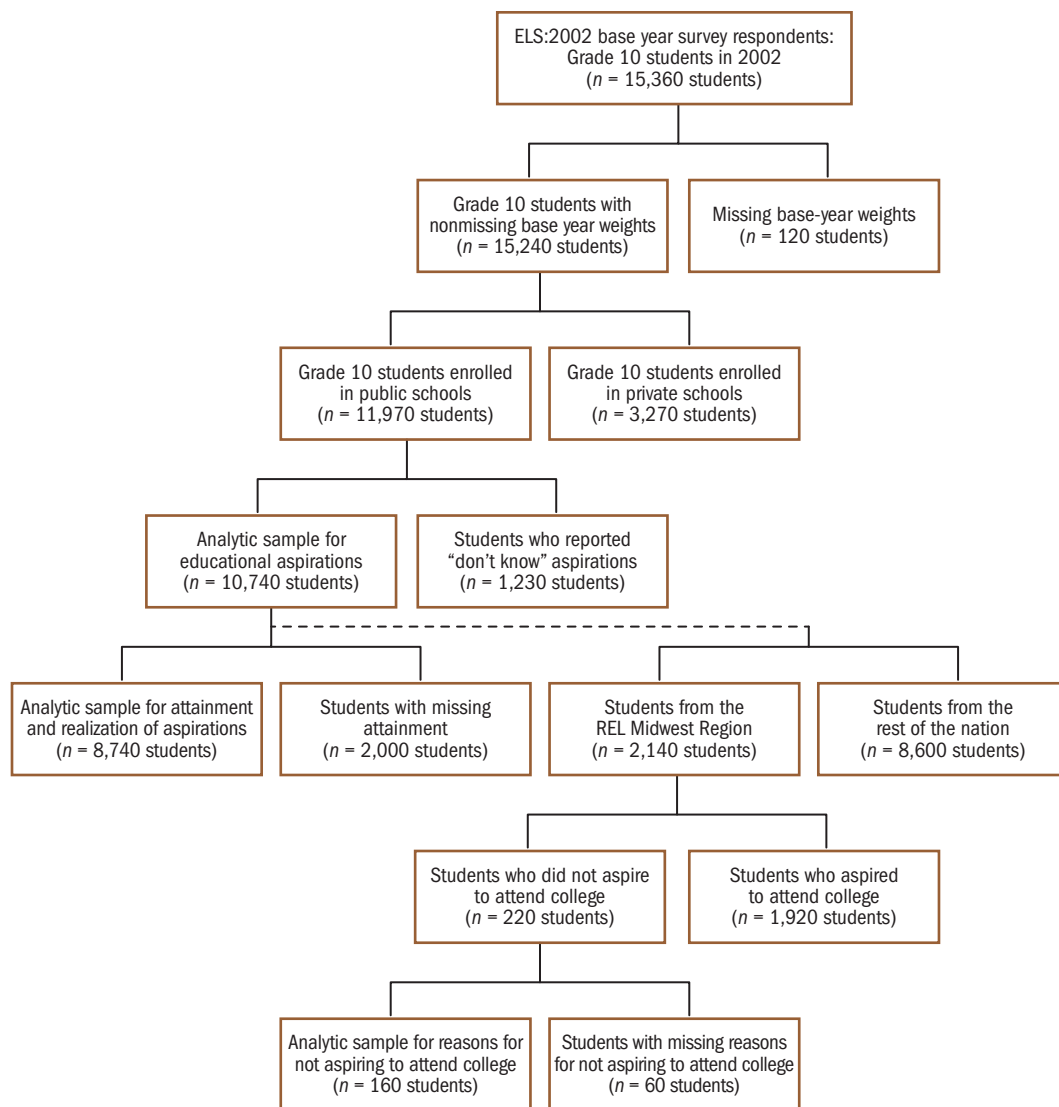 ELS:2002 base year survey respondents:
Grade 10 students in 2002
(n = 15,360 students)
Grade 10 students with
nonmissing base year weights
(n = 15,240 students)
Missing base-year weights
(n = 120 students)
Grade 10 students enrolled
in public schools
(n = 11,970 students)
Grade 10 students enrolled
in private schools
(n = 3,270 students)
Analytic sample for
educational aspirations
(n = 10,740 students)
Students who reported
“don’t know” aspirations
(n = 1,230 students)
Analytic sample for attainment
and realization of aspirations
(n = 8,740 students)
Students with missing
attainment
(n = 2,000 students)
Students from the
REL Midwest Region
(n = 2,140 students)
Students from the
rest of the nation
(n = 8,600 students)
Students who did not aspire
to attend college
(n = 220 students)
Students who aspired
to attend college
(n = 1,920 students)
Analytic sample for reasons for
not aspiring to attend college
(n = 160 students)
Students with missing reasons
for not aspiring to attend college
(n = 60 students)